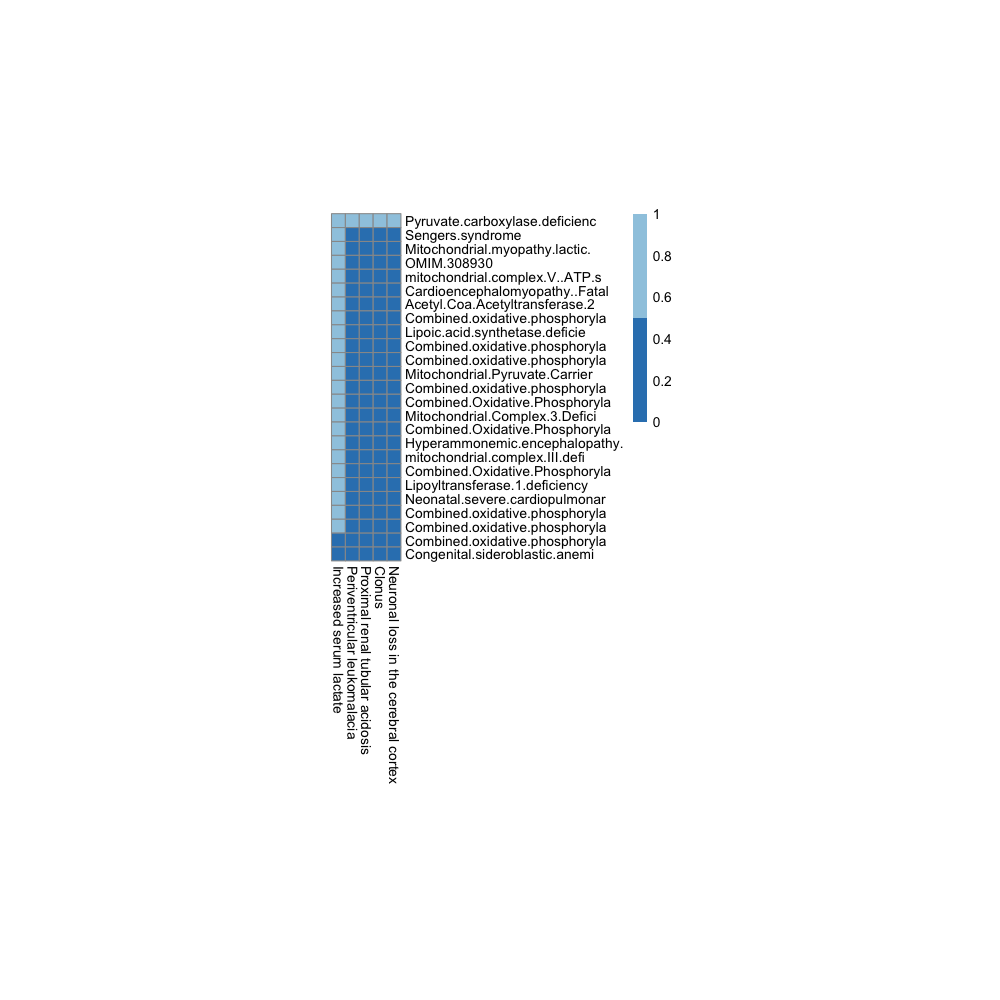 Pyruvate.carboxylase.deficienc
Sengers.syndrome
Mitochondrial.myopathy.lactic.
OMIM.308930
mitochondrial.complex.V..ATP.s
Cardioencephalomyopathy..Fatal
Acetyl.Coa.Acetyltransferase.2
Combined.oxidative.phosphoryla
Lipoic.acid.synthetase.deficie
Combined.oxidative.phosphoryla
Combined.oxidative.phosphoryla
Mitochondrial.Pyruvate.Carrier
Combined.oxidative.phosphoryla
Combined.Oxidative.Phosphoryla
Mitochondrial.Complex.3.Defici
Combined.Oxidative.Phosphoryla
Hyperammonemic.encephalopathy.
mitochondrial.complex.III.defi
Combined.Oxidative.Phosphoryla
Lipoyltransferase.1.deficiency
Neonatal.severe.cardiopulmonar
Combined.oxidative.phosphoryla
Combined.oxidative.phosphoryla
Combined.oxidative.phosphoryla
Congenital.sideroblastic.anemi
1
0.8
0.6
0.4
0.2
0
Increased serum lactate
Periventricular leukomalacia
Proximal renal tubular acidosis
Clonus
Neuronal loss in the cerebral cortex